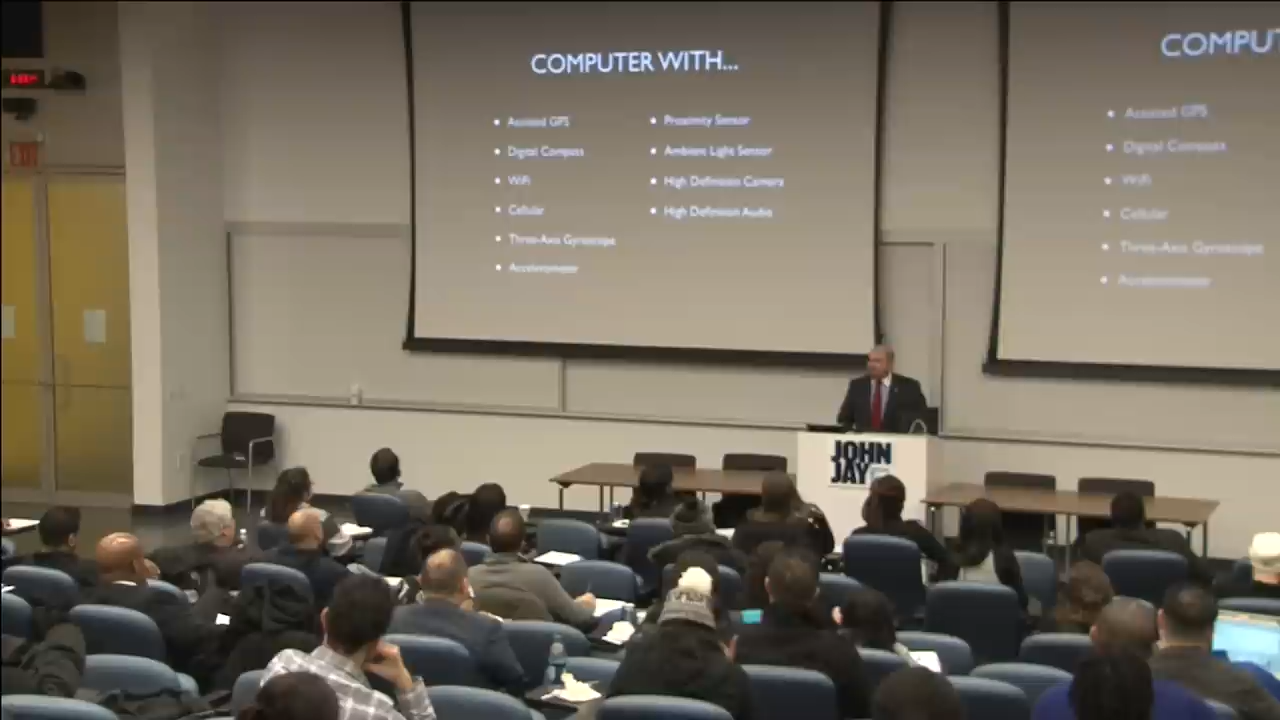 COMPUTER WITH...
Assisted GPS
Digital Compass
WiFi
Cellular
Three-Axis Gyroscope
Accelerometer
Proximity Sensor
Ambient Light Sensor
High Definition Camera
High Definition Audio
COMPU
Assisted GPS
Digital Compass
WiFi
Cellular
Three-Axis Gyroscope
Accelerometer
JOHN
JAY